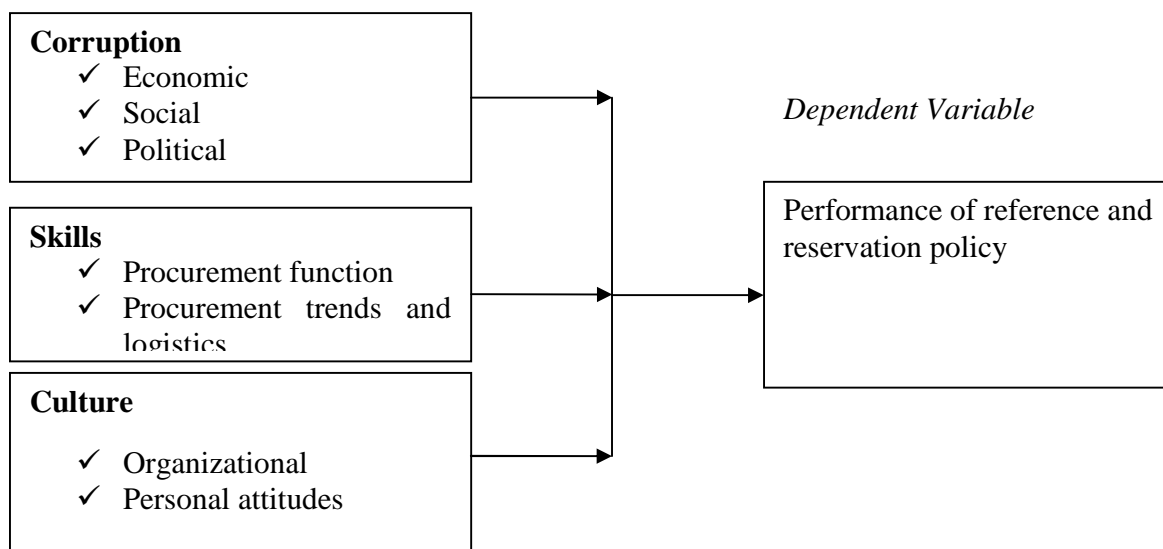 Corruption
✓ Economic
✓ Social
✓ Political
Skills
✓ Procurement function
✓ Procurement trends and
logistics
Culture
✓ Organizational
✓ Personal attitudes
Dependent Variable
Performance of reference and
reservation policy